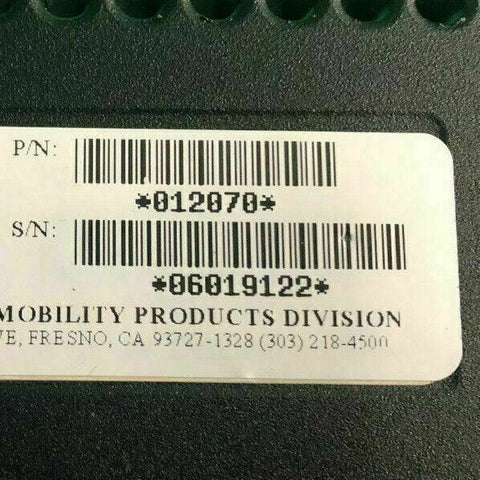 P/N:
*012070*
S/N:
*06019122*
MOBILITY PRODUCTS DIVISION
VE, FRESNO, CA 93727-1328 (303) 218-4500